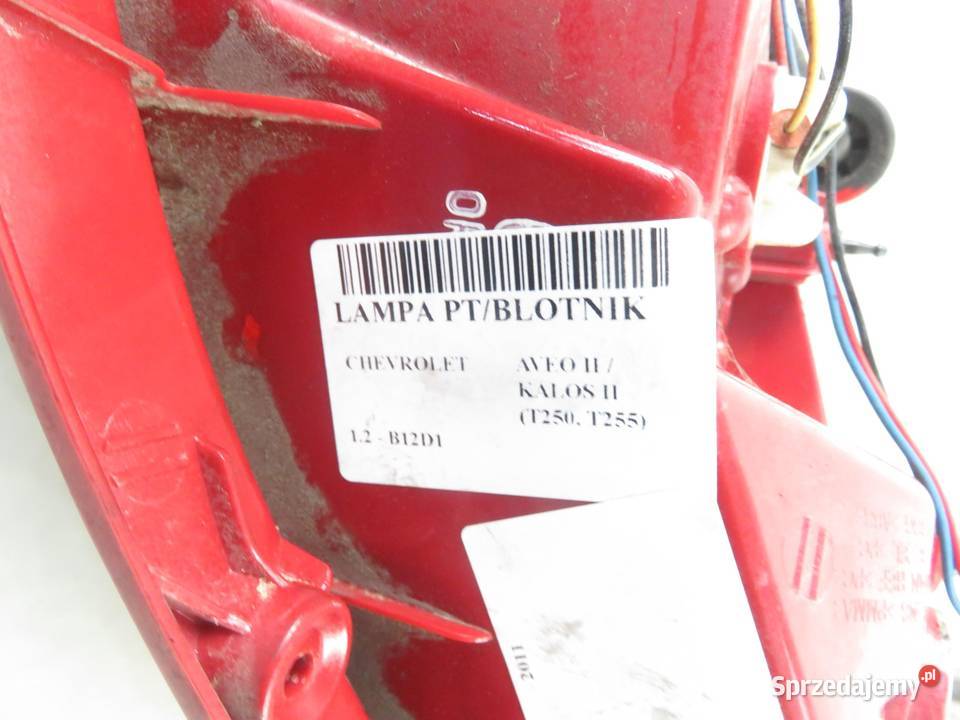 LAMPA PT/BLOTNIK
CHEVROLET
AVEO II /
KALOS II
(T250, T255)
1.2 - B12D1
2011
Sprzedajemy.pl